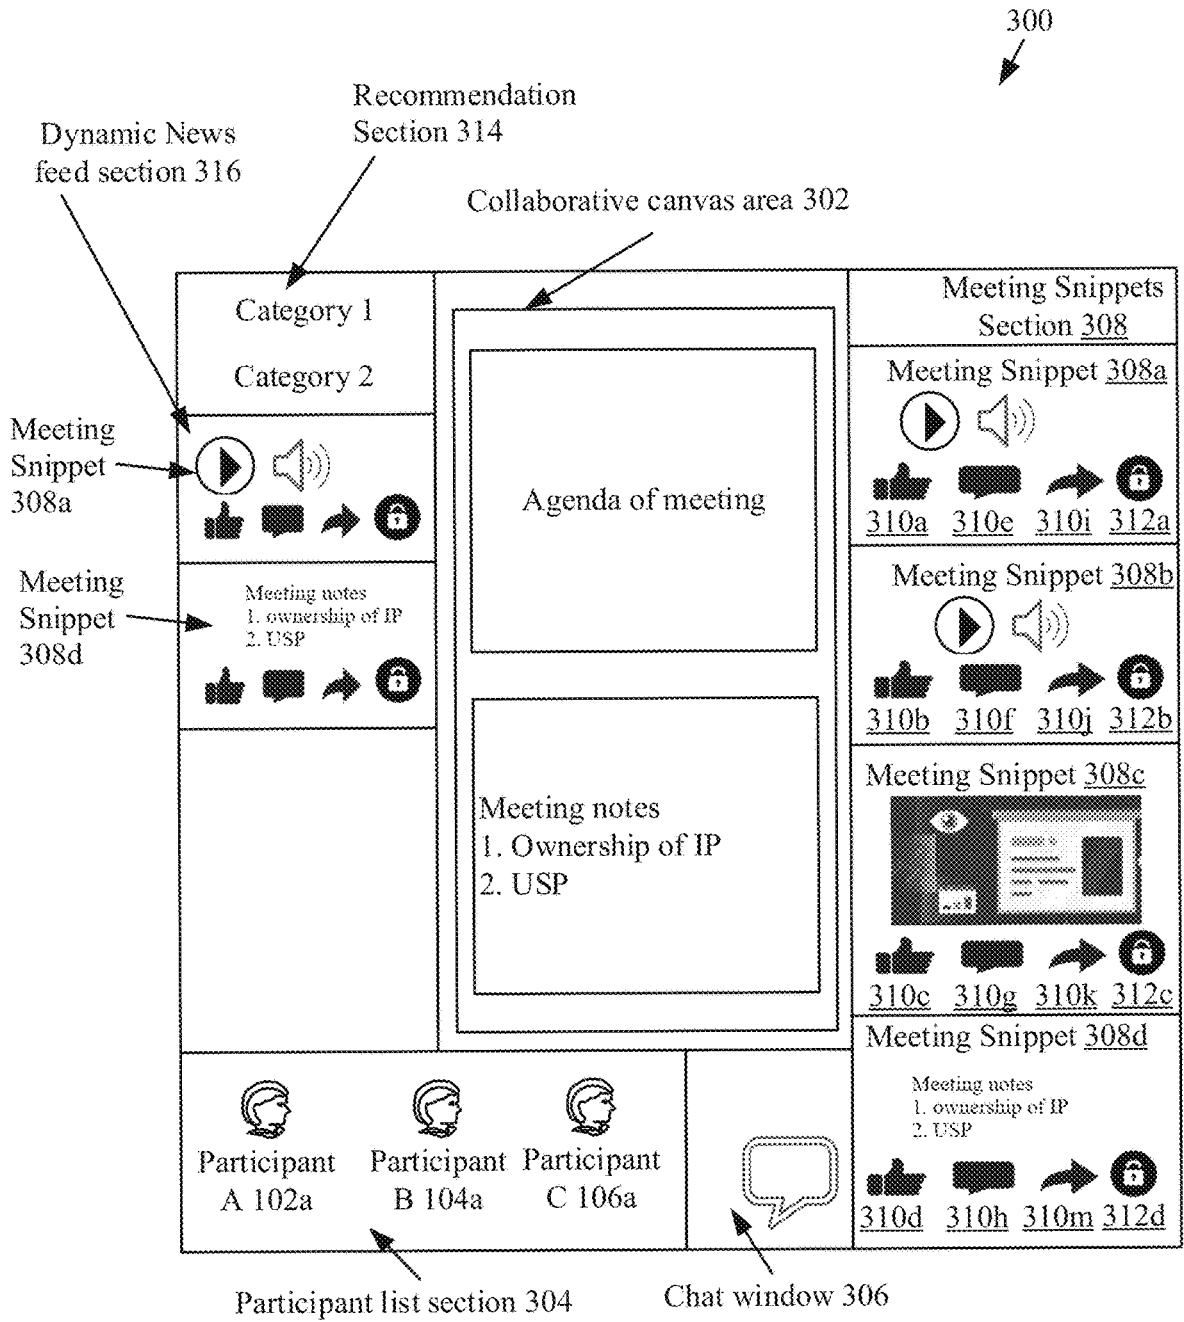 300
Recommendation
Section 314
Dynamic News
feed section 316
Collaborative canvas area 302
Category 1
Category 2
Meeting
Snippet
308a
Meeting
Snippet
308d
Meeting notes
1. ownership of IP
2. USP
Agenda of meeting
Meeting notes
1. Ownership of IP
2. USP
Meeting Snippets
Section 308
Meeting Snippet 308a
310a 310e 310i 312a
Meeting Snippet 308b
310b 310f 310j 312b
Meeting Snippet 308c
310c 310g 310k 312c
Meeting Snippet 308d
Meeting notes
1. ownership of IP
2. USP
310d 310h 310m 312d
Participant
A 102a
Participant
B 104a
Participant
C 106a
Participant list section 304
Chat window 306